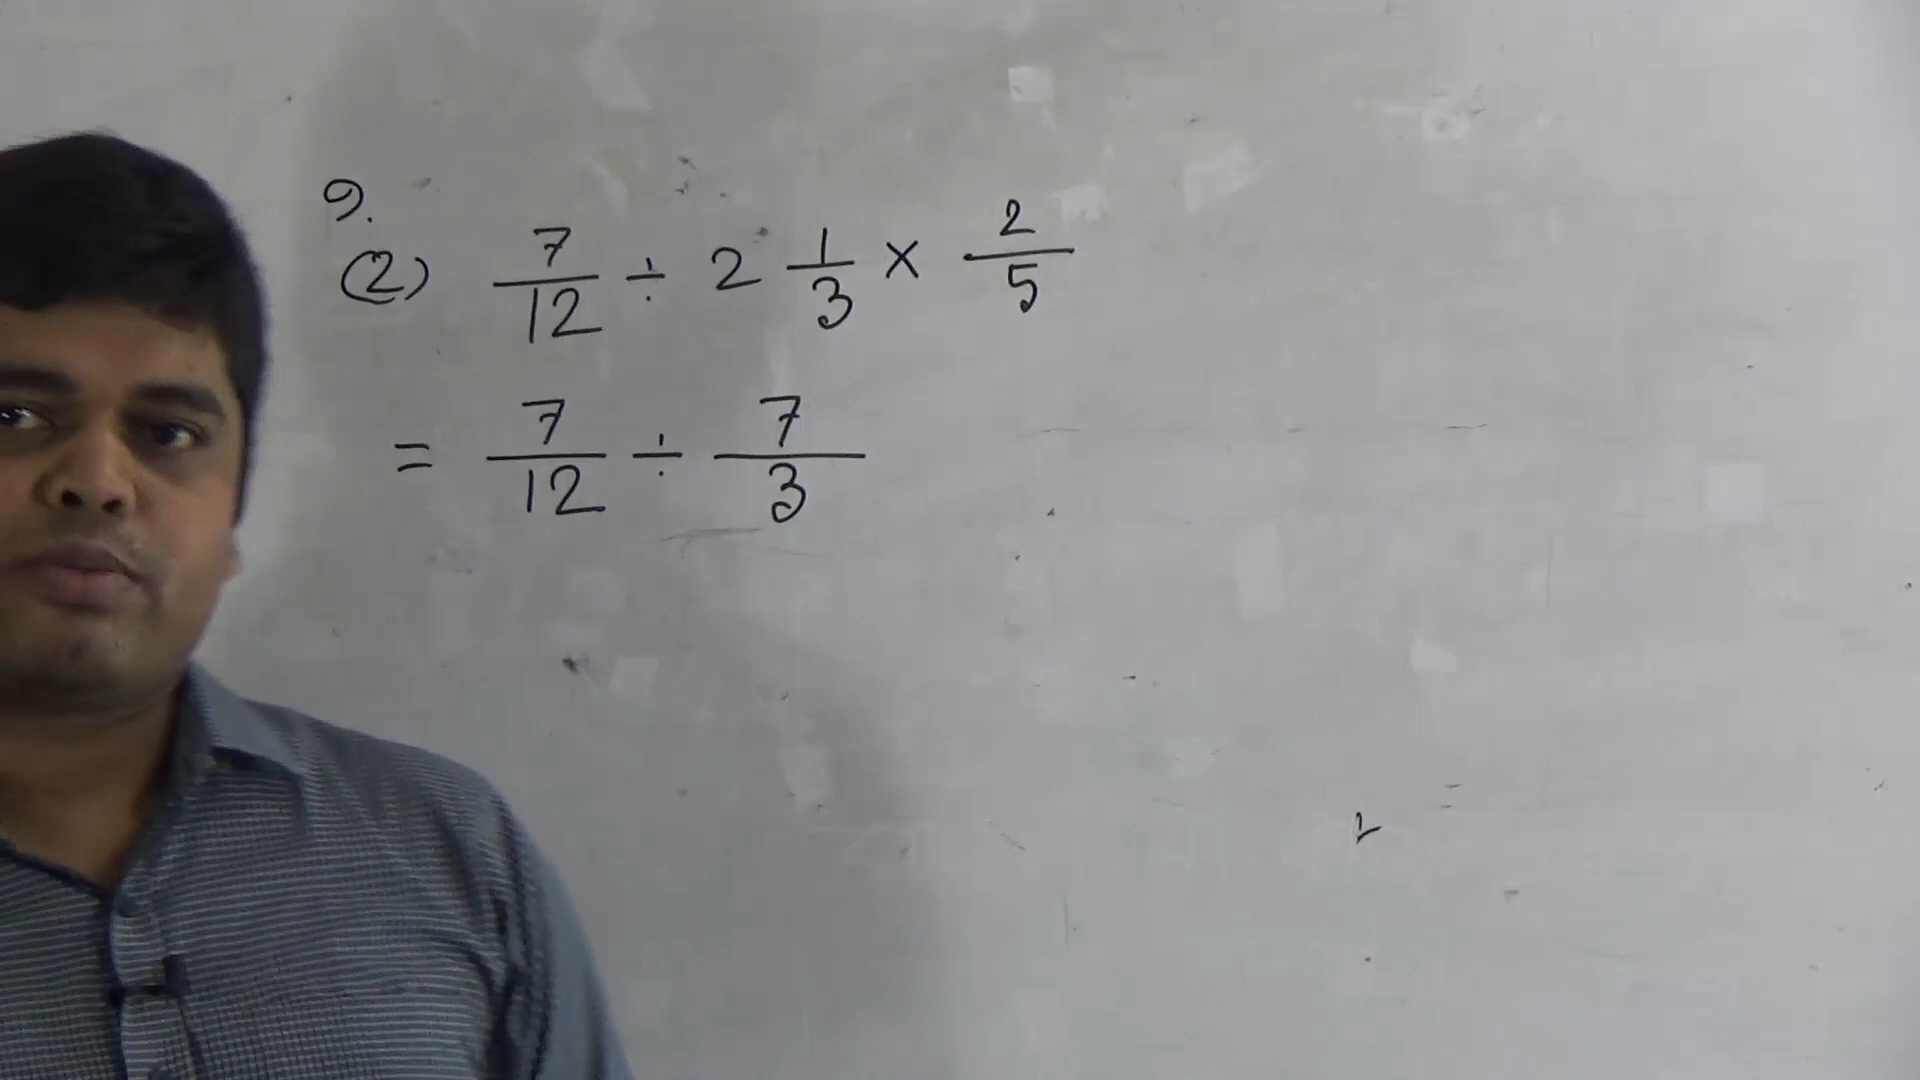 9.
(2) 7/12 ÷ 2 1/3 × 2/5
= 7/12 ÷ 7/3